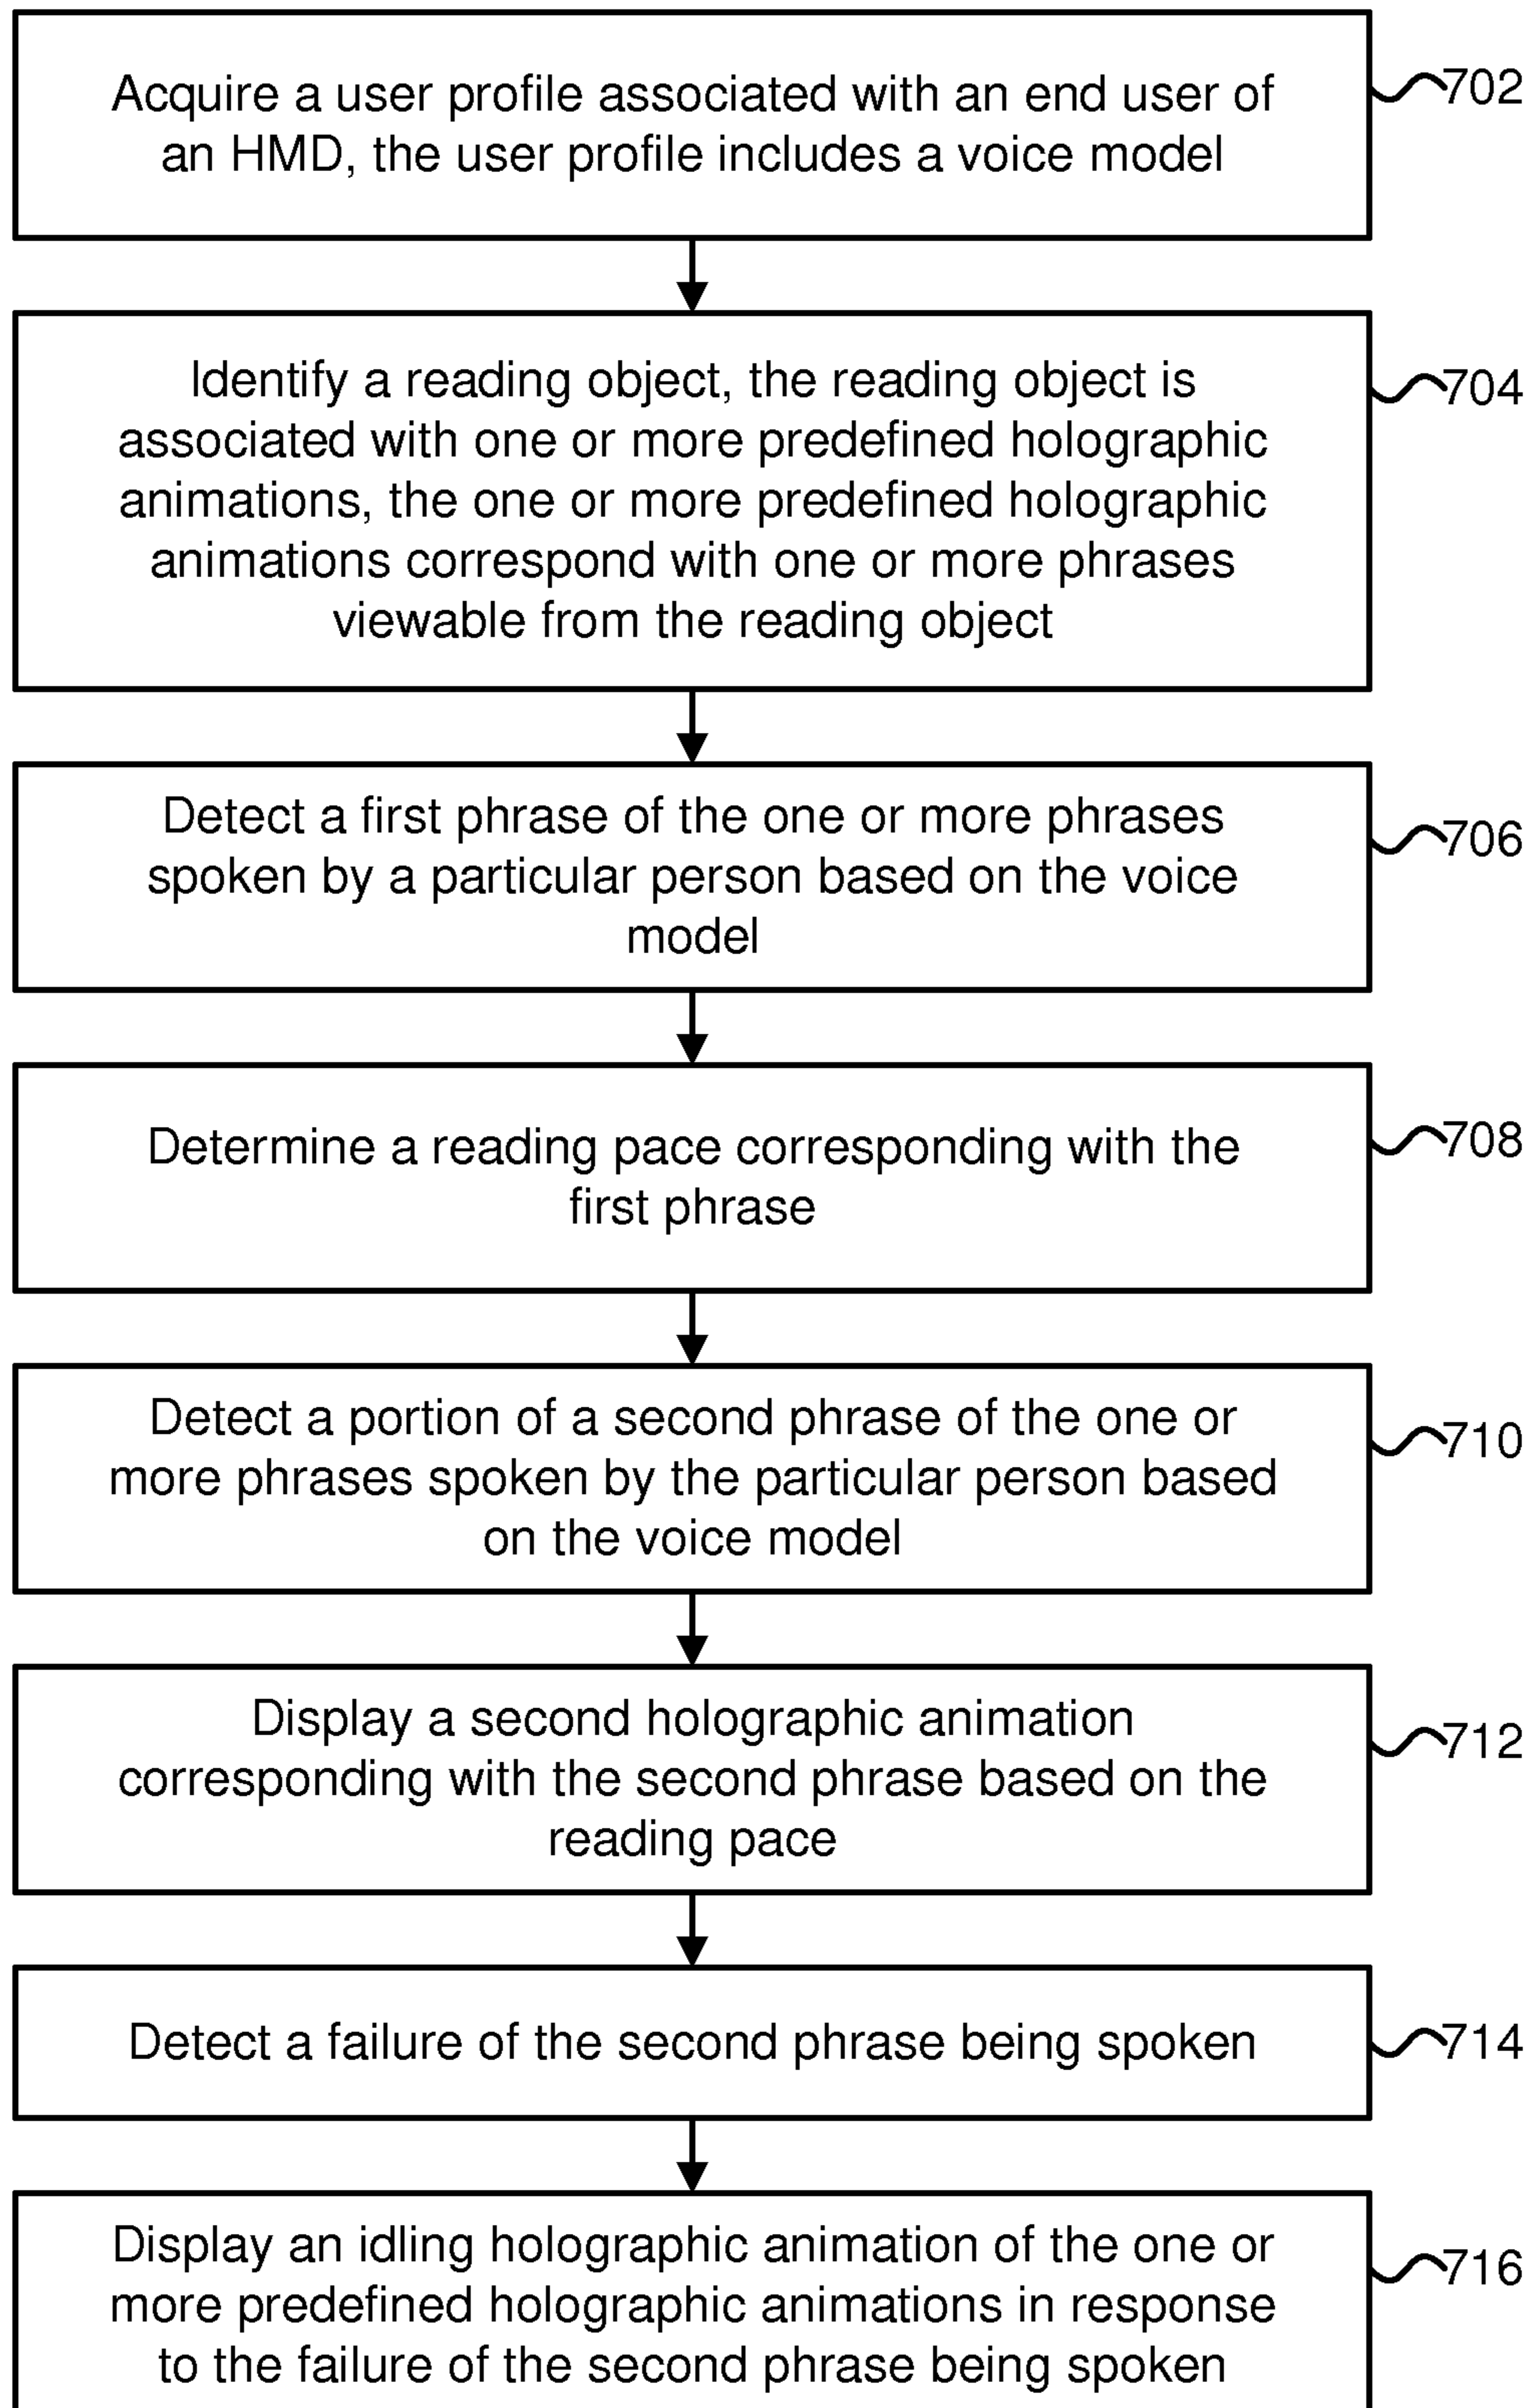 Acquire a user profile associated with an end user of
an HMD, the user profile includes a voice model
702
Identify a reading object, the reading object is
associated with one or more predefined holographic
animations, the one or more predefined holographic
animations correspond with one or more phrases
viewable from the reading object
704
Detect a first phrase of the one or more phrases
spoken by a particular person based on the voice
model
706
Determine a reading pace corresponding with the
first phrase
708
Detect a portion of a second phrase of the one or
more phrases spoken by the particular person based
on the voice model
710
Display a second holographic animation
corresponding with the second phrase based on the
reading pace
712
Detect a failure of the second phrase being spoken
714
Display an idling holographic animation of the one or
more predefined holographic animations in response
to the failure of the second phrase being spoken
716